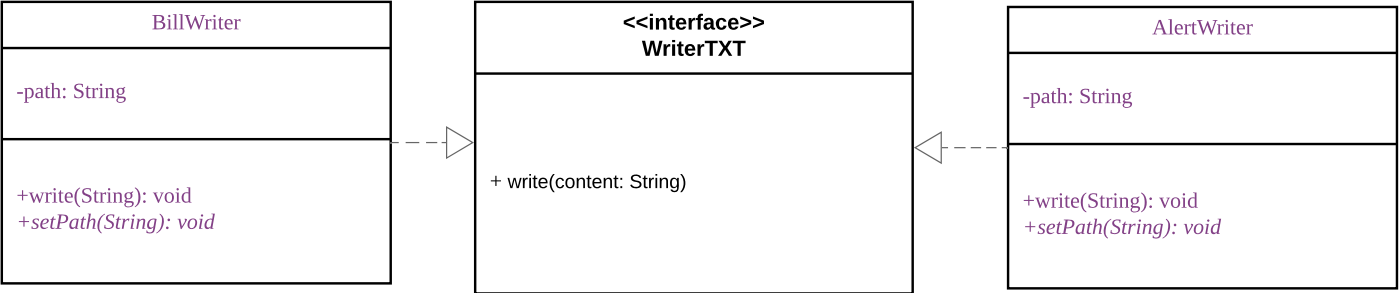 BillWriter
-path: String
+write(String): void
+setPath(String): void
<<interface>>
WriterTXT
+ write(content: String)
AlertWriter
-path: String
+write(String): void
+setPath(String): void